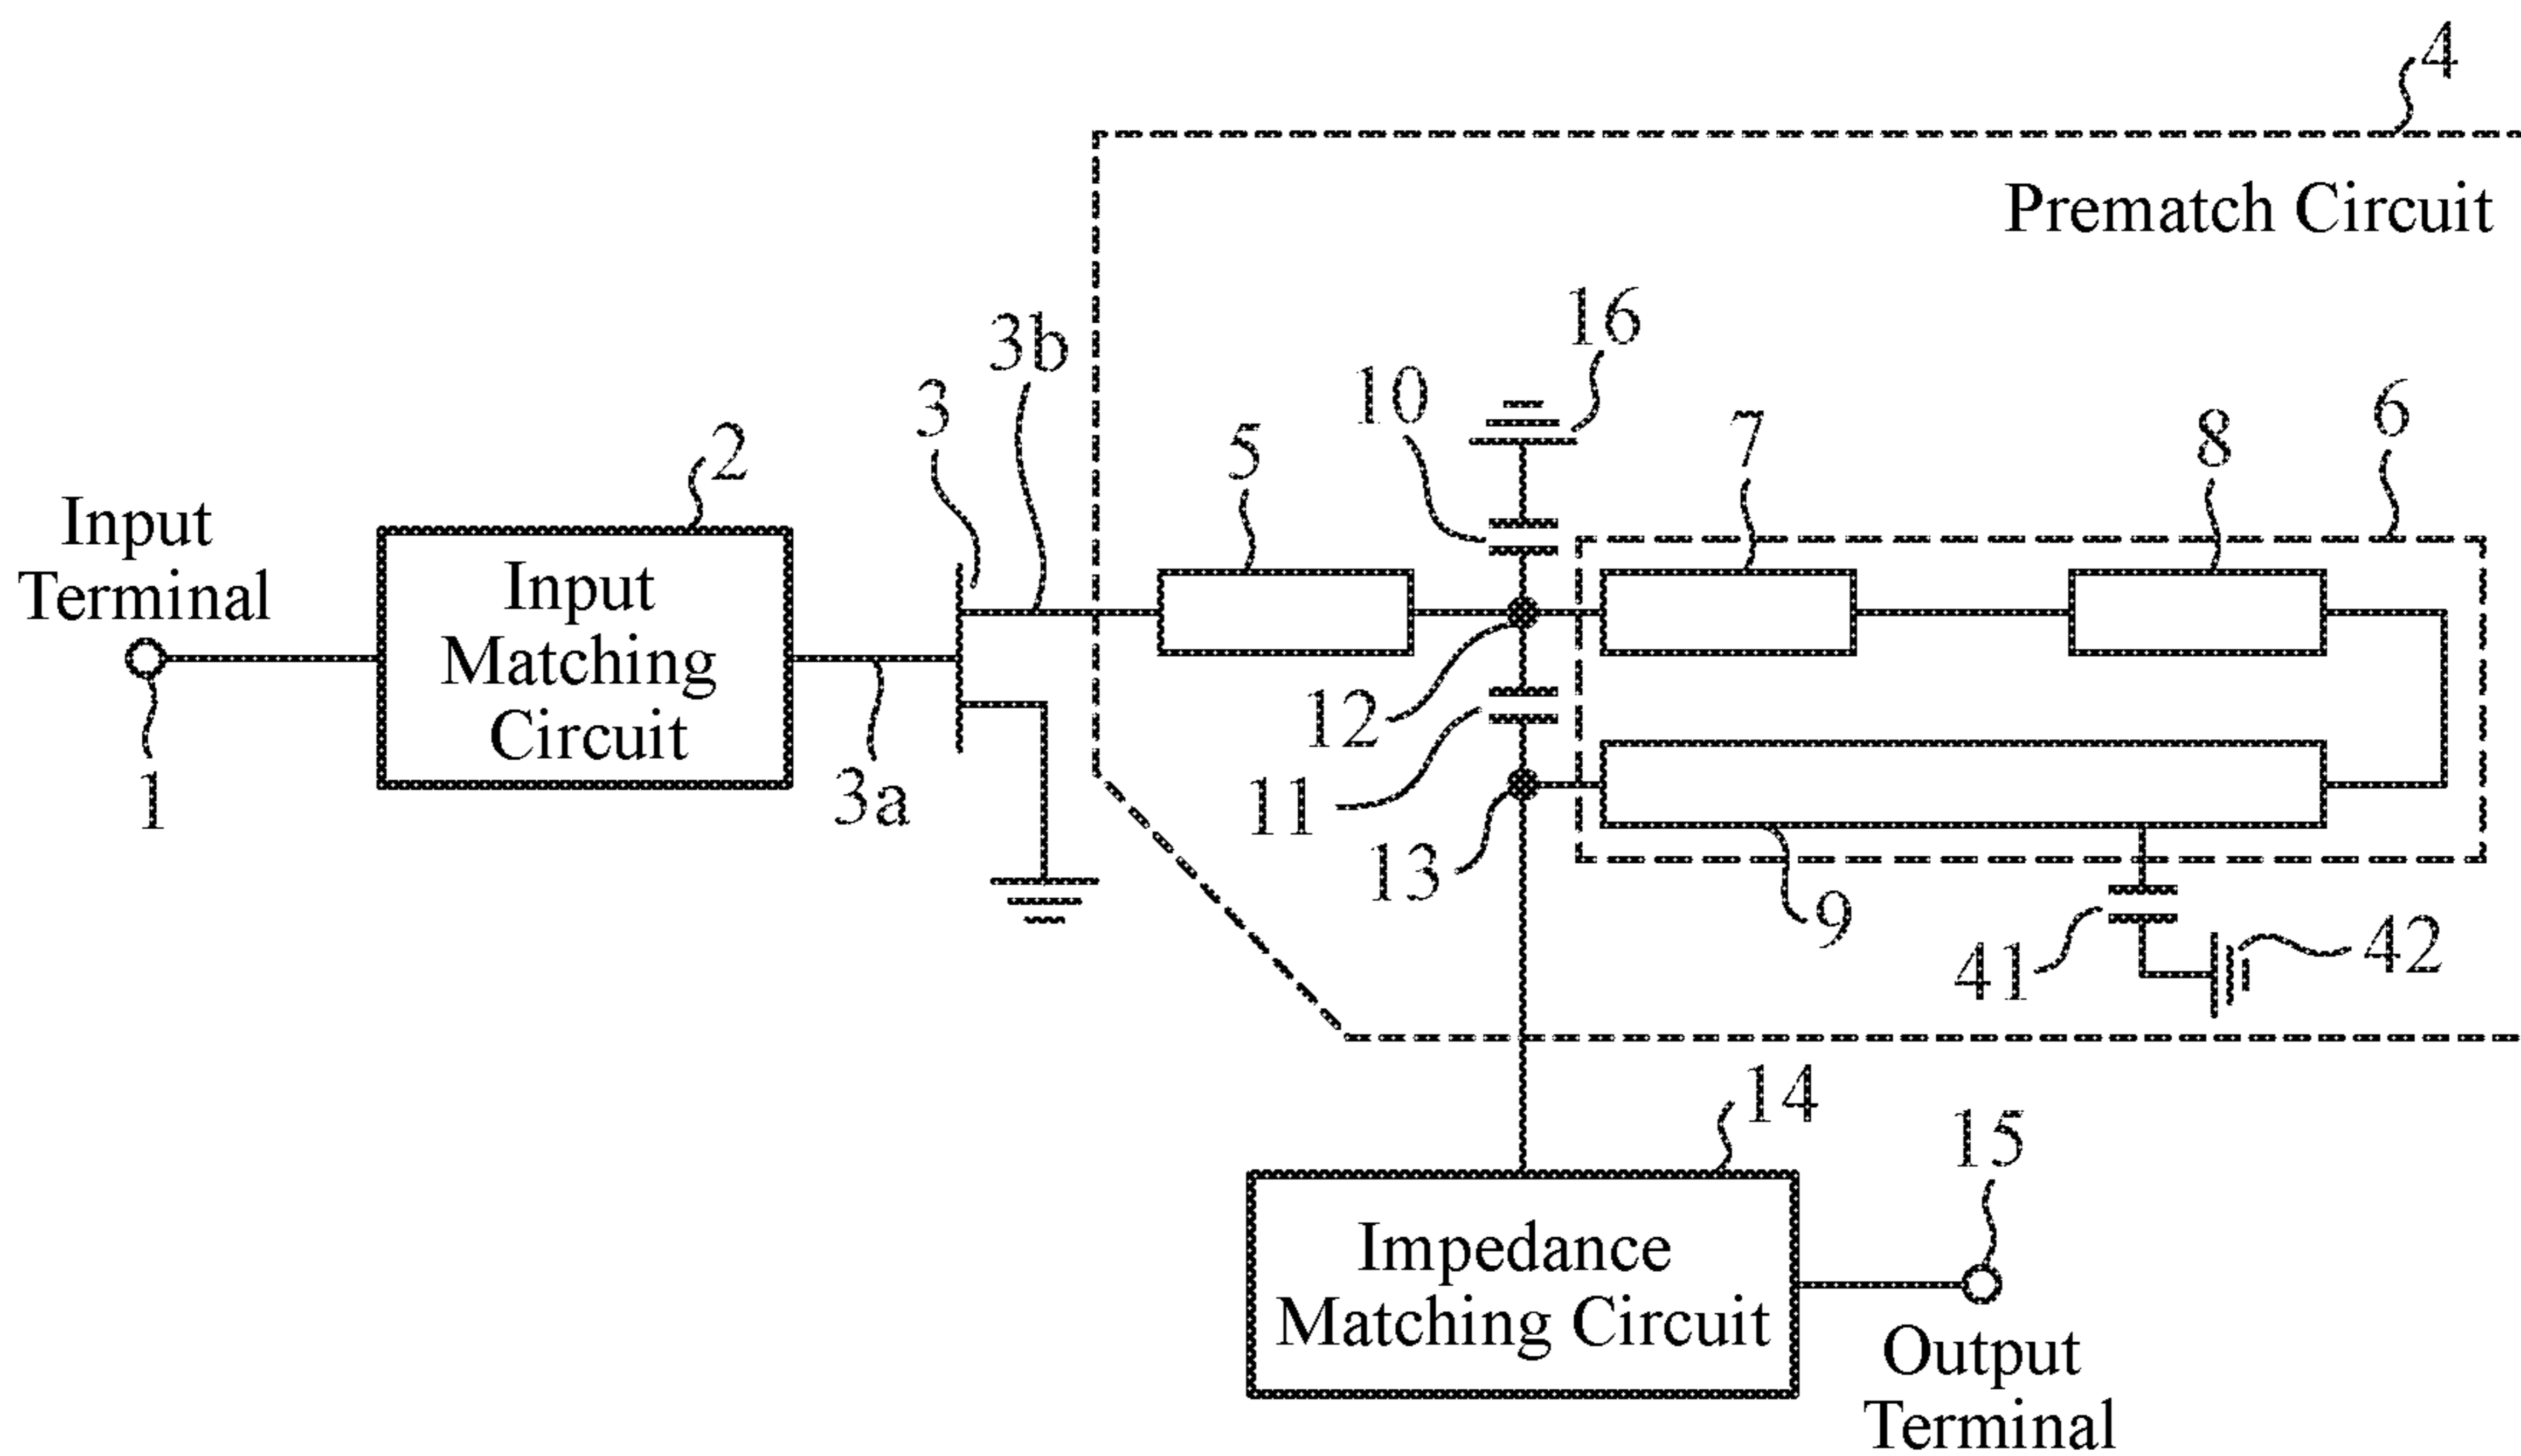 4
Prematch Circuit
16
3b
10
3
5
7
8
6
2
Input
Terminal
Input
Matching
Circuit
12
1
3a
11
13
9
41
42
14
15
Impedance
Matching Circuit
Output
Terminal